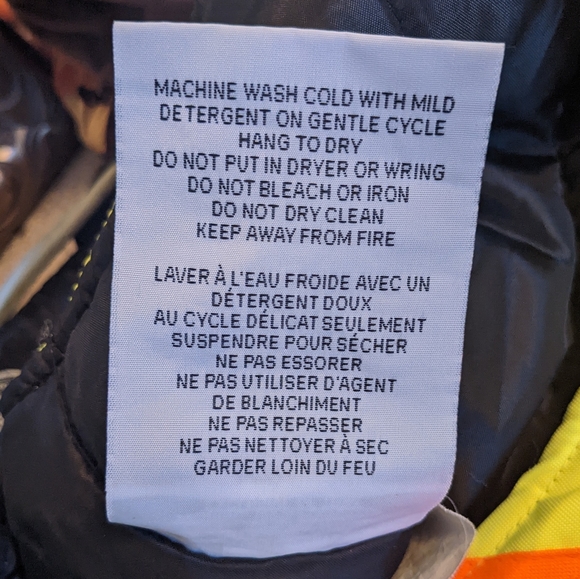 MACHINE WASH COLD WITH MILD
DETERGENT ON GENTLE CYCLE
HANG TO DRY
DO NOT PUT IN DRYER OR WRING
DO NOT BLEACH OR IRON
DO NOT DRY CLEAN
KEEP AWAY FROM FIRE
LAVER À L'EAU FROIDE AVEC UN
DÉTERGENT DOUX
AU CYCLE DÉLICAT SEULEMENT
SUSPENDRE POUR SÉCHER
NE PAS ESSORER
NE PAS UTILISER D'AGENT
DE BLANCHIMENT
NE PAS REPASSER
NE PAS NETTOYER À SEC
GARDER LOIN DU FEU